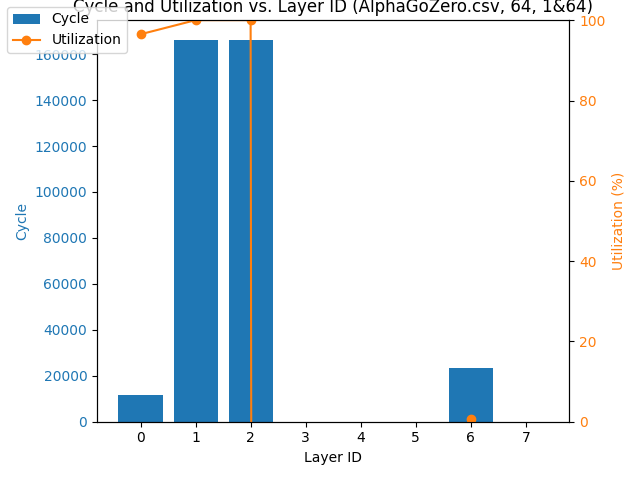 Cycle and Utilization vs. Layer ID (AlphaGoZero.csv, 64, 1&64)
Cycle
Utilization
160000
140000
120000
100000
80000
60000
40000
20000
0
Cycle
100
80
60
40
20
0
Utilization (%)
0 1 2 3 4 5 6 7
Layer ID